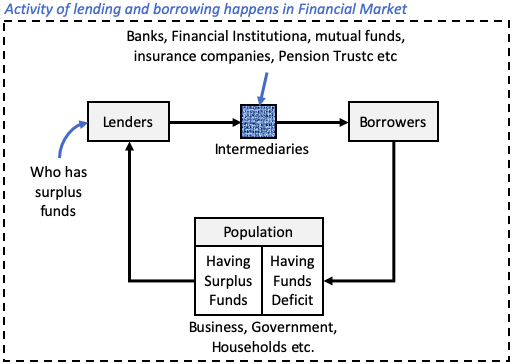 Activity of lending and borrowing happens in Financial Market
Banks, Financial Institutiona, mutual funds,
insurance companies, Pension Trustc etc
Lenders
Borrowers
Intermediaries
Who has
surplus
funds
Population
Having
Surplus
Funds
Having
Funds
Deficit
Business, Government,
Households etc.